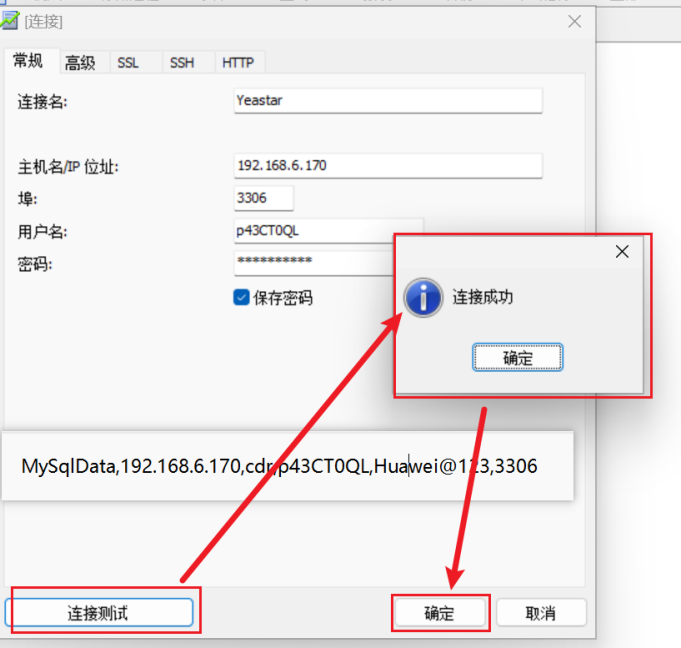 [连接]
常规 高级 SSL SSH HTTP
连接名: Yeastar
主机名/IP 位址: 192.168.6.170
埠: 3306
用户名: p43CT0QL
密码: **********
保存密码
连接成功
确定
MySqlData,192.168.6.170,cdr,p43CT0QL,Huawei@123,3306
连接测试 确定 取消